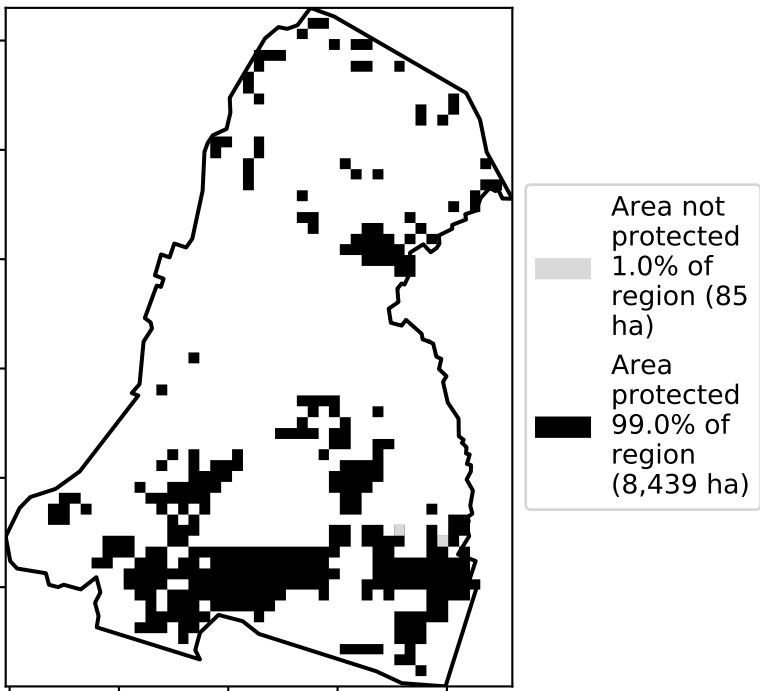 Area not
protected
1.0% of
region (85
ha)
Area
protected
99.0% of
region
(8,439 ha)